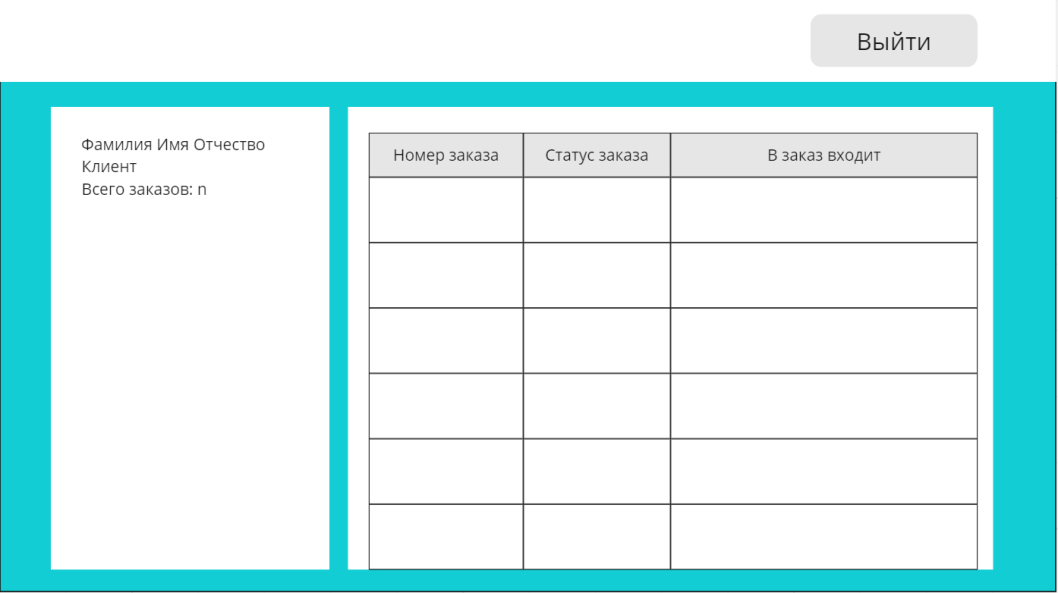 Выйти
Фамилия Имя Отчество
Клиент
Всего заказов: n
Номер заказа
Статус заказа
В заказ входит